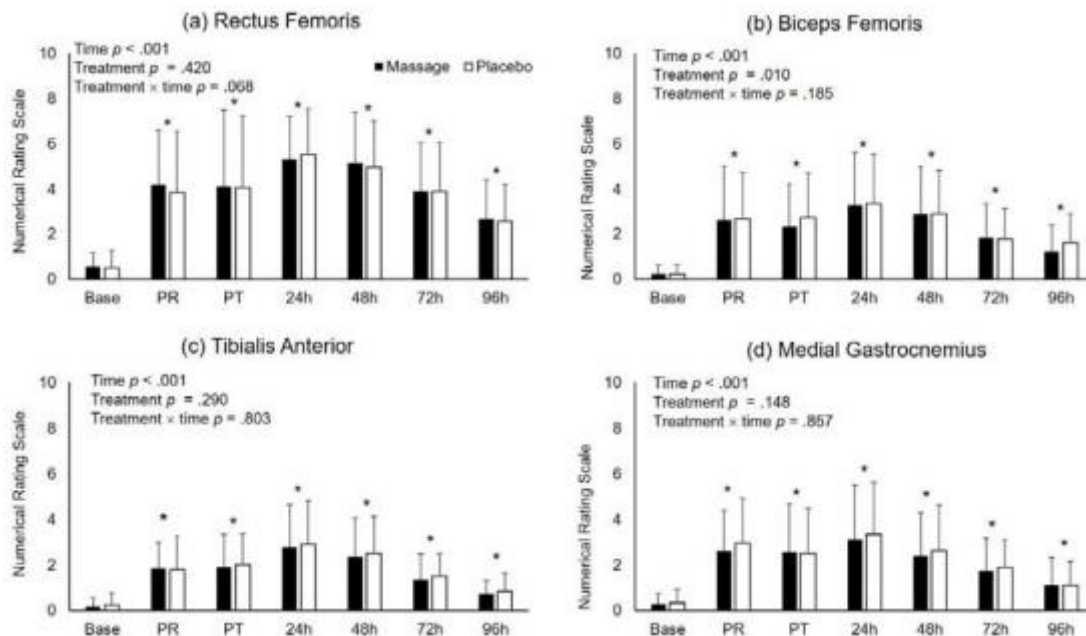 (a) Rectus Femoris
Time p < .001
Treatment p = .420
Treatment × time p = .068
Massage Placebo
Numerical Rating Scale
10
8
6
4
2
0
* * * * * *
Base PR PT 24h 48h 72h 96h
(b) Biceps Femoris
Time p < .001
Treatment p = .010
Treatment × time p = .185
Numerical Rating Scale
10
8
6
4
2
0
* * * * * *
Base PR PT 24h 48h 72h 96h
(c) Tibialis Anterior
Time p < .001
Treatment p = .290
Treatment × time p = .803
Numerical Rating Scale
10
8
6
4
2
0
* * * * * *
Base PR PT 24h 48h 72h 96h
(d) Medial Gastrocnemius
Time p < .001
Treatment p = .148
Treatment × time p = .857
Numerical Rating Scale
10
8
6
4
2
0
* * * * * *
Base PR PT 24h 48h 72h 96h